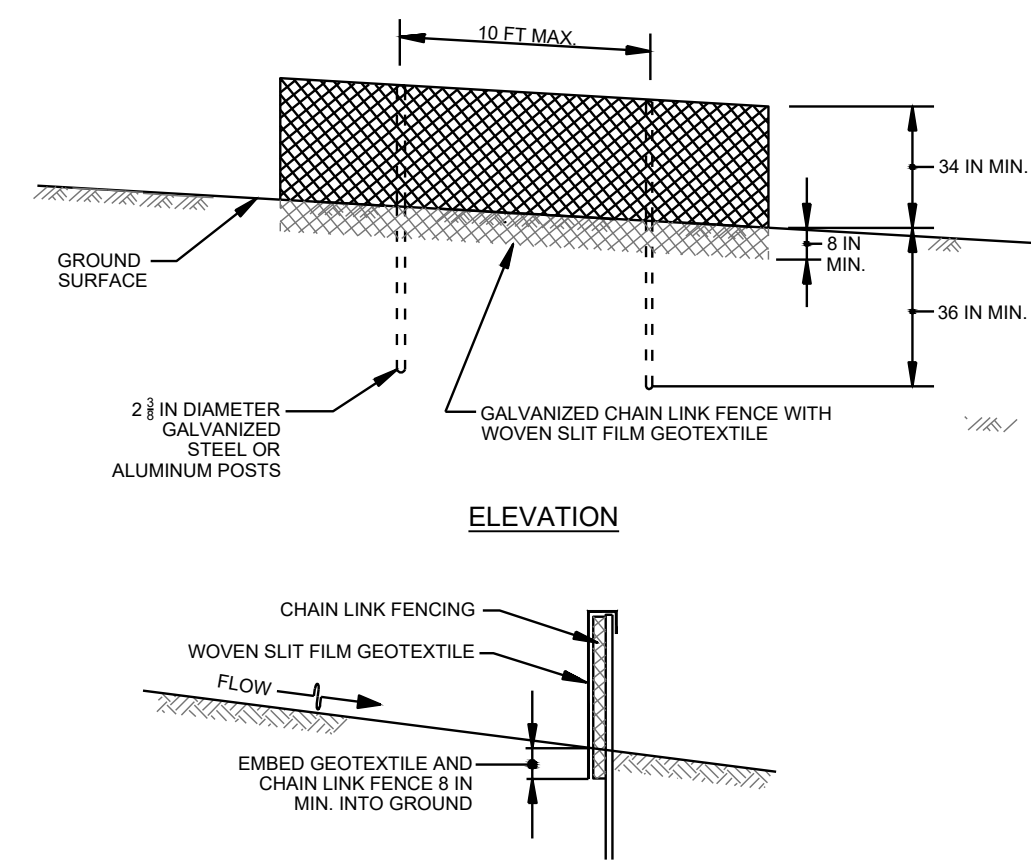 10 FT MAX.
34 IN MIN.
GROUND
SURFACE
8 IN
MIN.
36 IN MIN.
2 3/8 IN DIAMETER
GALVANIZED
STEEL OR
ALUMINUM POSTS
GALVANIZED CHAIN LINK FENCE WITH
WOVEN SLIT FILM GEOTEXTILE
ELEVATION
CHAIN LINK FENCING
WOVEN SLIT FILM GEOTEXTILE
FLOW
EMBED GEOTEXTILE AND
CHAIN LINK FENCE 8 IN
MIN. INTO GROUND